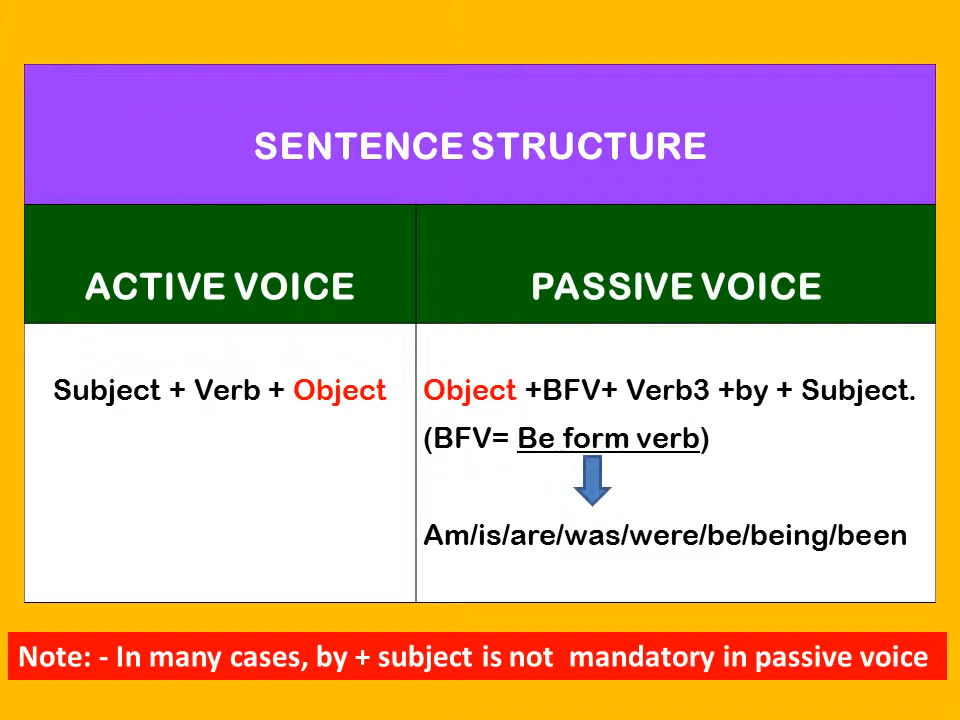 SENTENCE STRUCTURE
ACTIVE VOICE
PASSIVE VOICE
Subject + Verb + Object
Object +BFV+ Verb3 +by + Subject.
(BFV= Be form verb)
Am/is/are/was/were/be/being/been
Note: - In many cases, by + subject is not  mandatory in passive voice